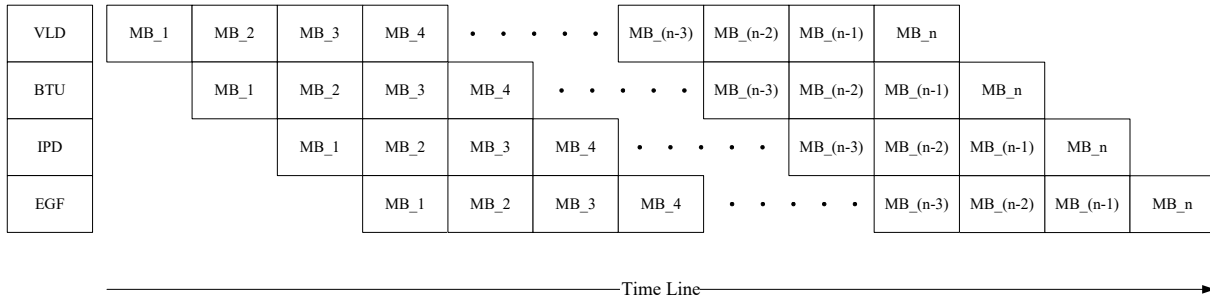 VLD MB_1 MB_2 MB_3 MB_4 . . . . . MB_(n-3) MB_(n-2) MB_(n-1) MB_n
BTU MB_1 MB_2 MB_3 MB_4 . . . . . MB_(n-3) MB_(n-2) MB_(n-1) MB_n
IPD MB_1 MB_2 MB_3 MB_4 . . . . . MB_(n-3) MB_(n-2) MB_(n-1) MB_n
EGF MB_1 MB_2 MB_3 MB_4 . . . . . MB_(n-3) MB_(n-2) MB_(n-1) MB_n
Time Line